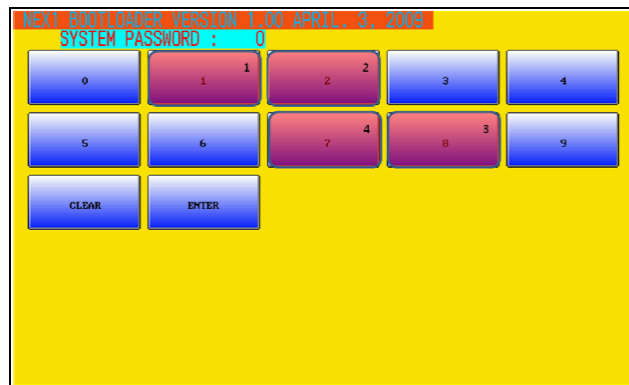 NEXT BOOTLOADER VERSION 1.00 APRIL, 3, 2009
SYSTEM PASSWORD : 0
0 1 1 2 2 3 4
5 6 7 4 8 3 9
CLEAR ENTER